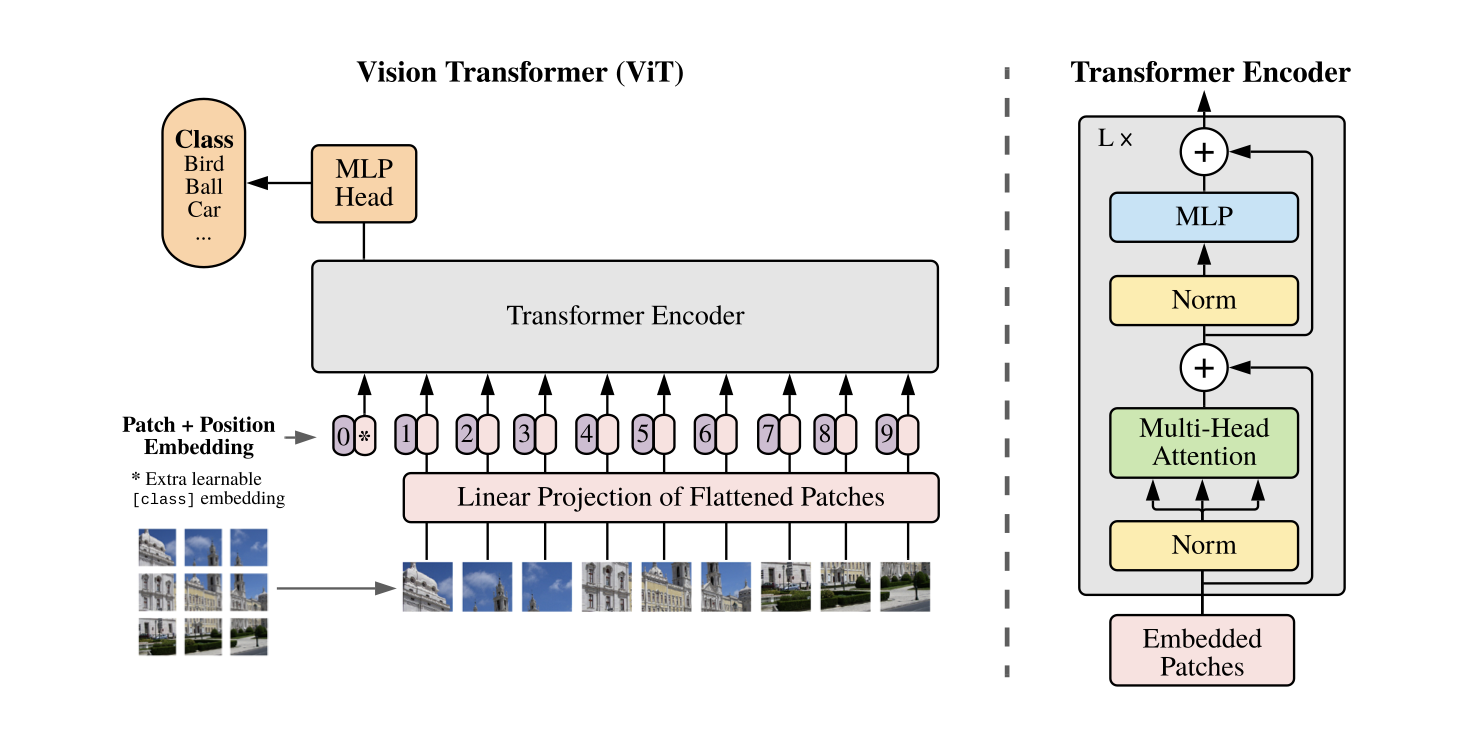 Vision Transformer (ViT)
Class
Bird
Ball
Car
...
MLP
Head
Transformer Encoder
Patch + Position
Embedding
0 * 1 2 3 4 5 6 7 8 9
* Extra learnable
[class] embedding
Linear Projection of Flattened Patches
Transformer Encoder
L ×
+
MLP
Norm
+
Multi-Head
Attention
Norm
Embedded
Patches